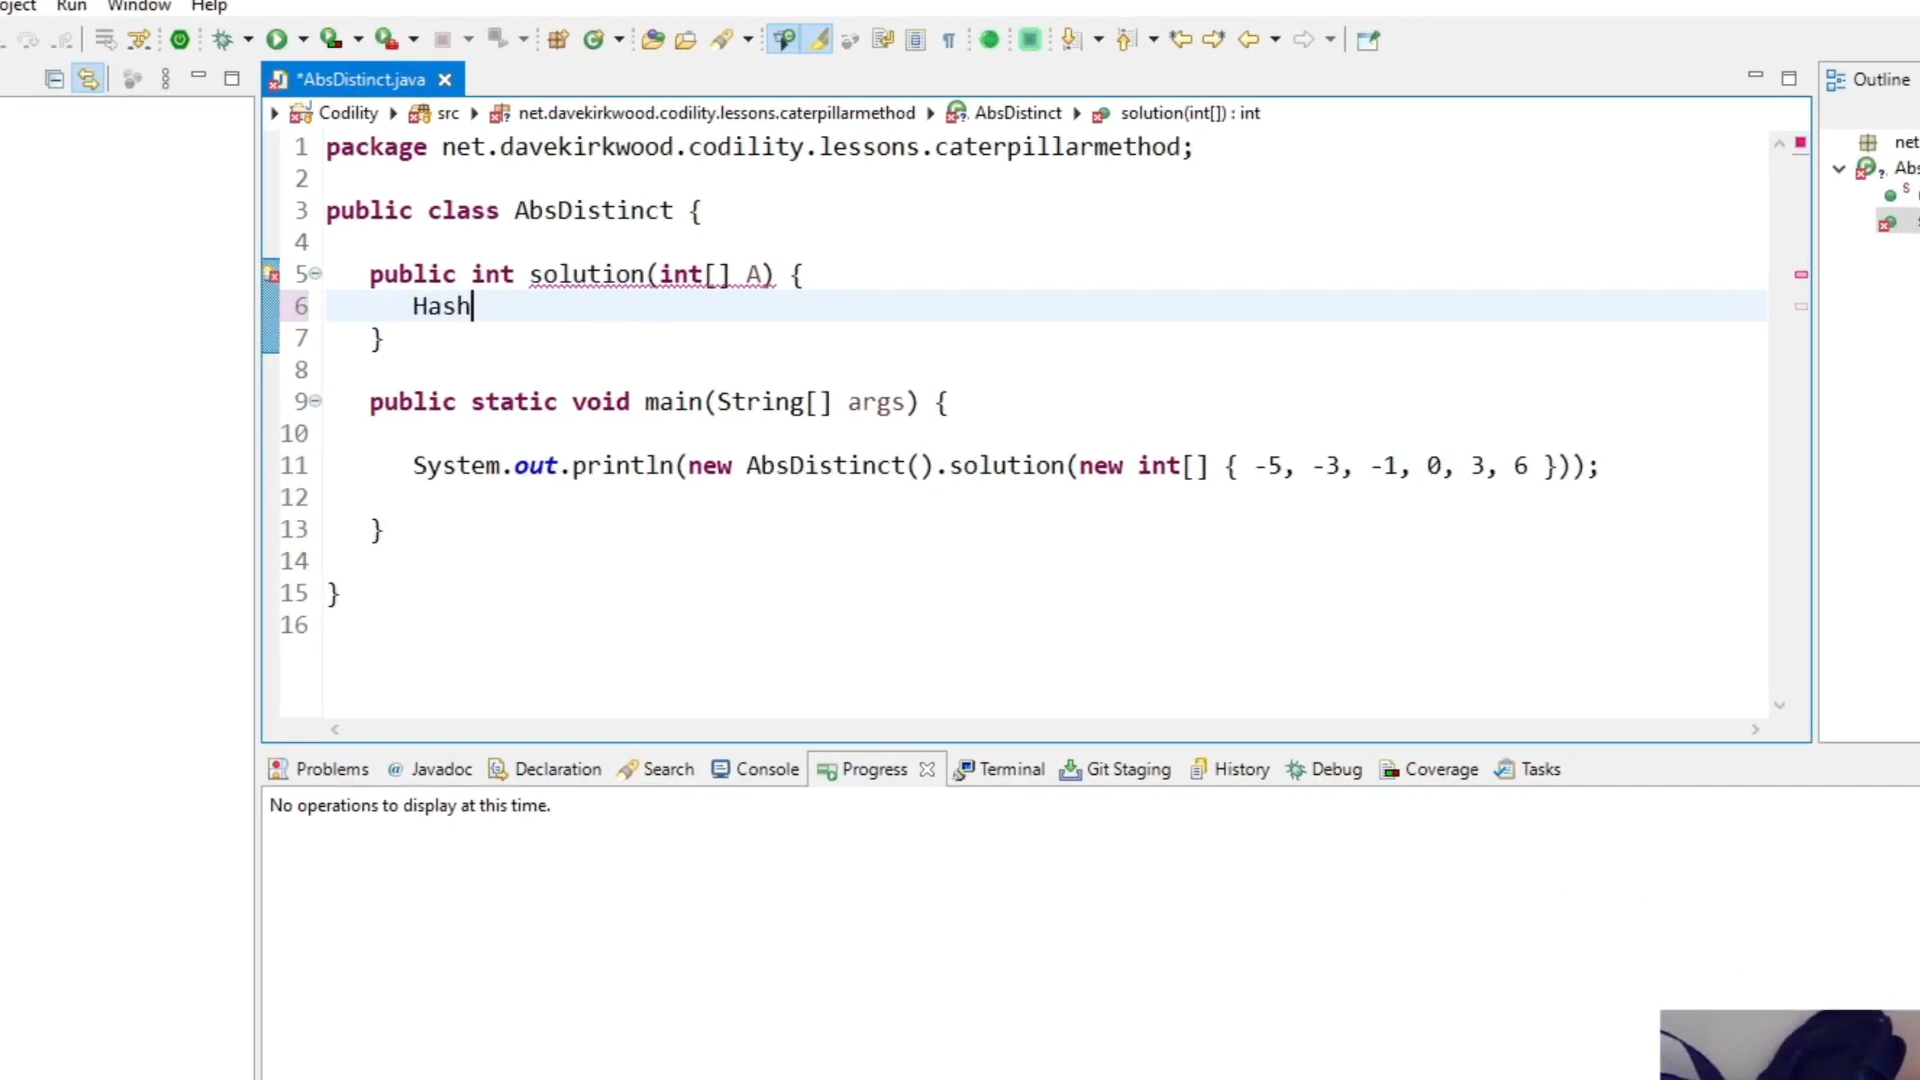 oject Run Window Help
*AbsDistinct.java
Outline
Codility src net.davekirkwood.codility.lessons.caterpillarmethod AbsDistinct solution(int[]) : int
1 package net.davekirkwood.codility.lessons.caterpillarmethod;
2
3 public class AbsDistinct {
4
5 public int solution(int[] A) {
6 Hash
7 }
8
9 public static void main(String[] args) {
10
11 System.out.println(new AbsDistinct().solution(new int[] { -5, -3, -1, 0, 3, 6 }));
12
13 }
14
15 }
16
net
Abs
S
Problems @ Javadoc Declaration Search Console Progress Terminal Git Staging History Debug Coverage Tasks
No operations to display at this time.